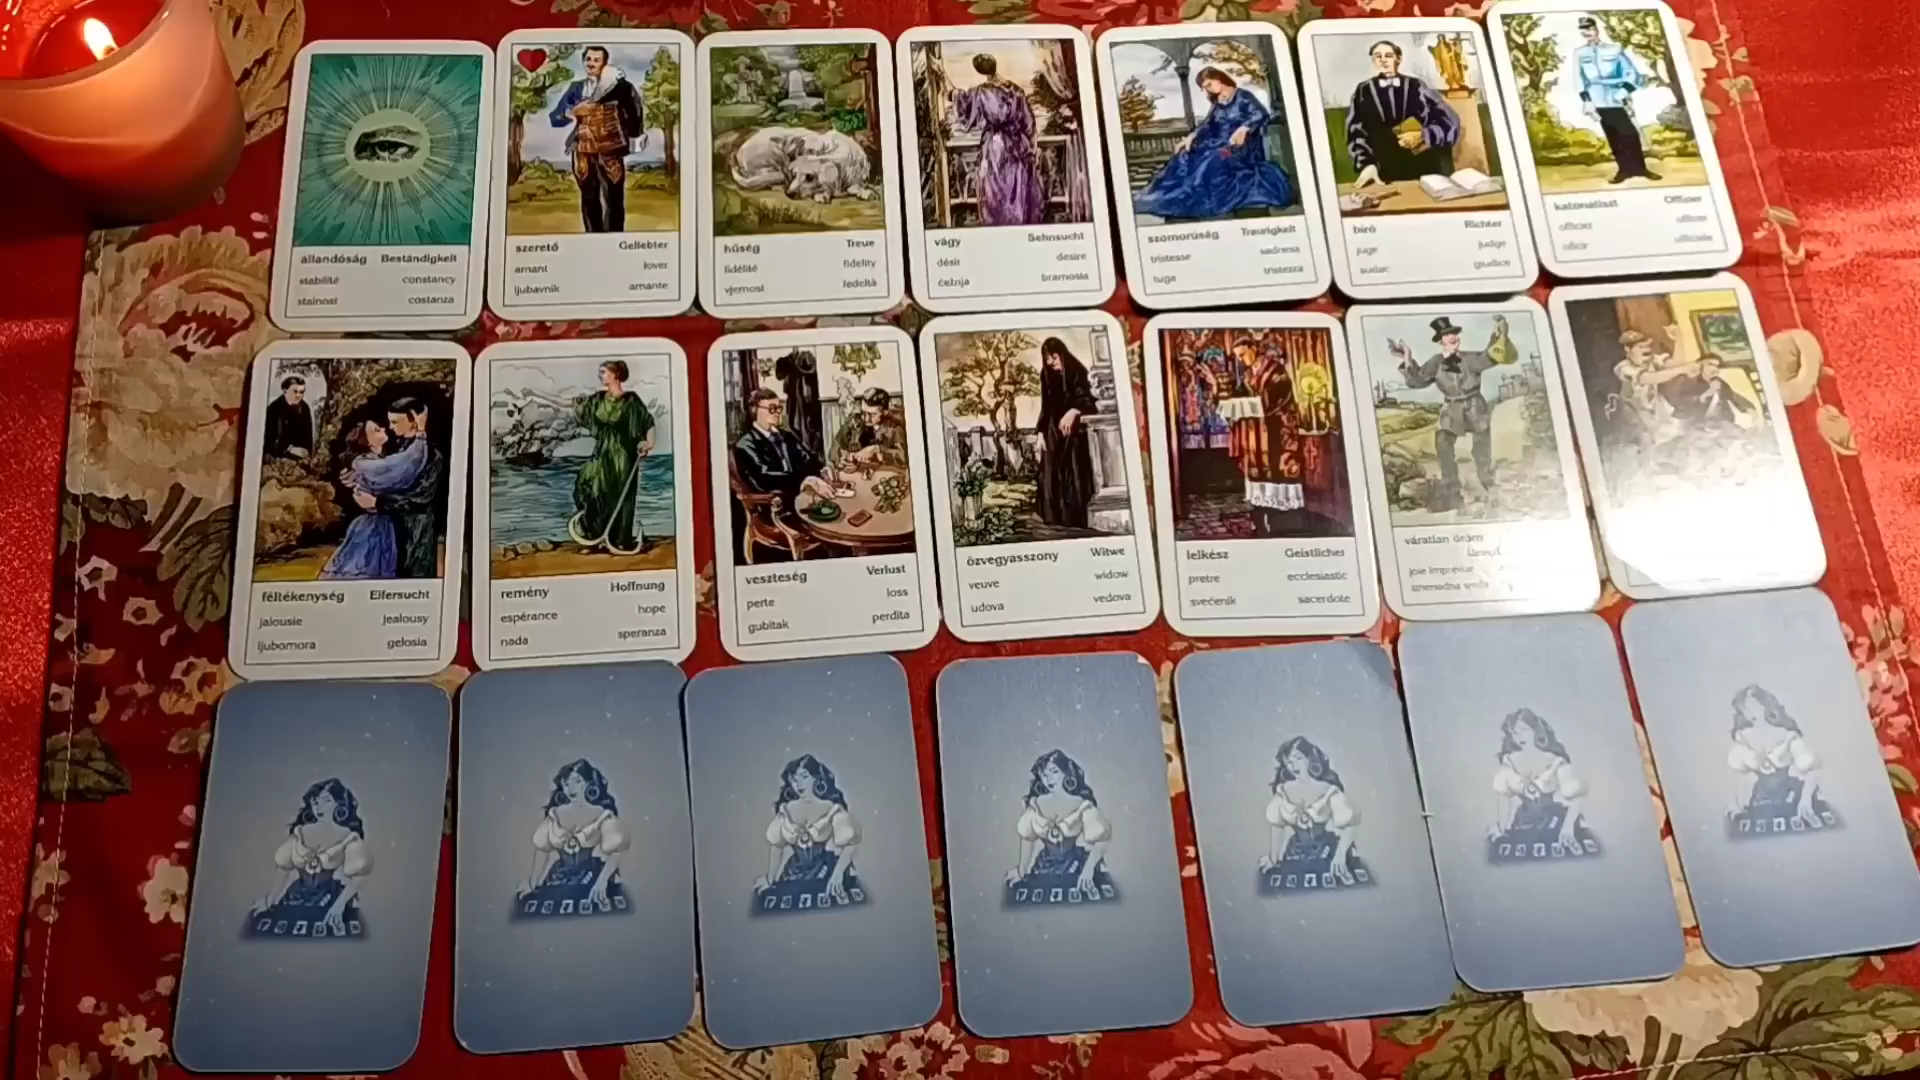 állandóság Beständigkeit
stabilité constancy
stalnost costanza
szerető Geliebter
amant lover
ljubavnik amante
hűség Treue
fidélité fidelity
vjernost fedeltà
vágy Sehnsucht
désir desire
čežnja bramosia
szomorúság Traurigkeit
tristesse sadness
tuga tristezza
bíró Richter
juge judge
sudac giudice
katonatiszt Offizier
officier officer
oficir ufficiale
féltékenység Eifersucht
jalousie jealousy
ljubomora gelosia
remény Hoffnung
espérance hope
nada speranza
veszteség Verlust
perte loss
gubitak perdita
özvegyasszony Witwe
veuve widow
udova vedova
lelkész Geistlicher
pretre ecclesiastic
svećenik sacerdote
váratlan öröm
joie imprévue